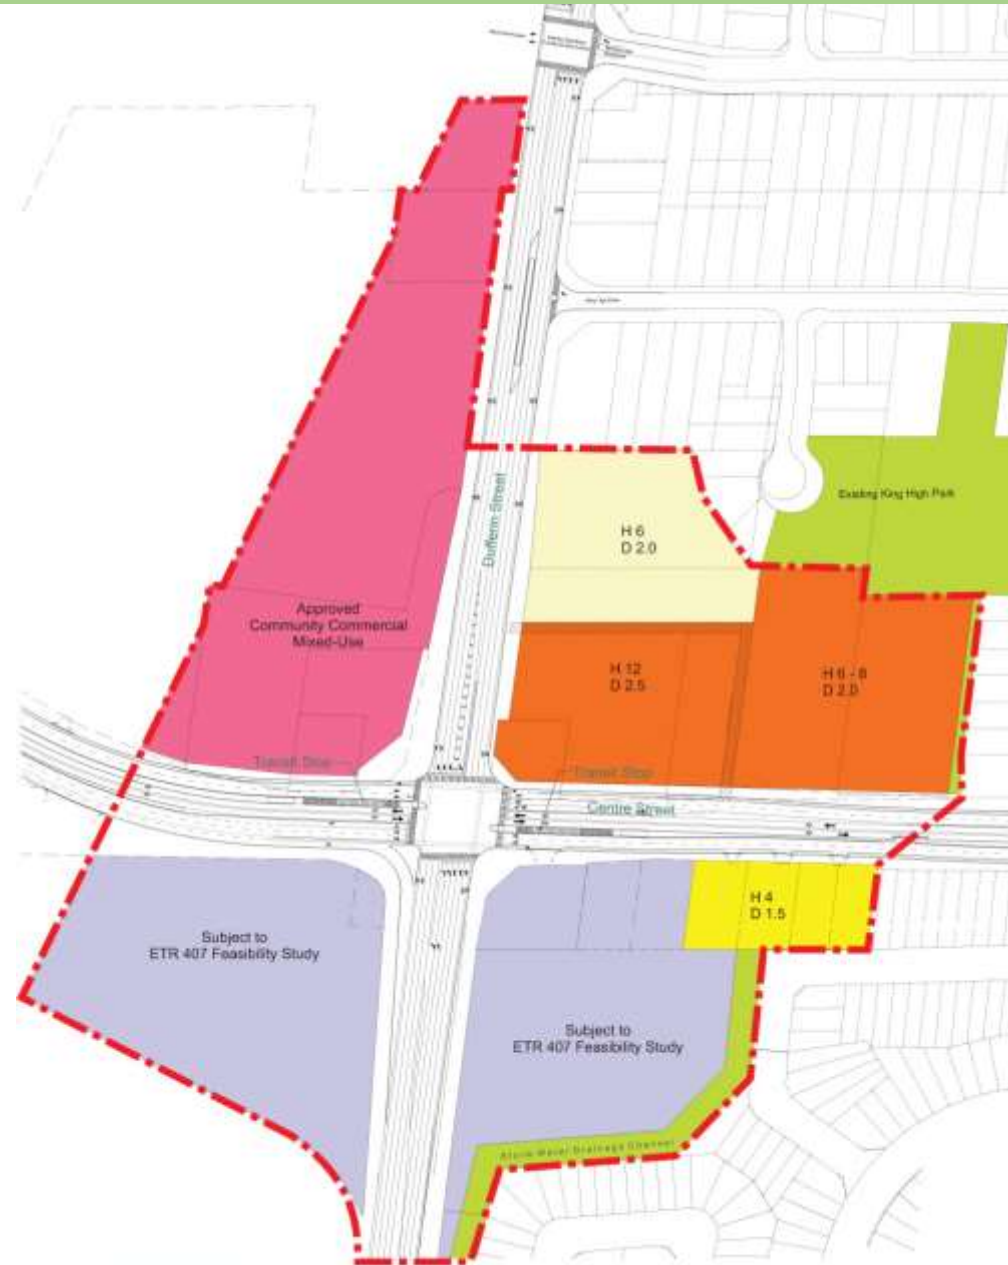 Existing King High Park
Dufferin Street
H 6
D 2.0
Approved
Community Commercial
Mixed-Use
H 12
D 2.5
H 6 - 8
D 2.0
Transit Stop
Transit Stop
Centre Street
H 4
D 1.5
Subject to
ETR 407 Feasibility Study
Subject to
ETR 407 Feasibility Study
Storm Water Drainage Channel